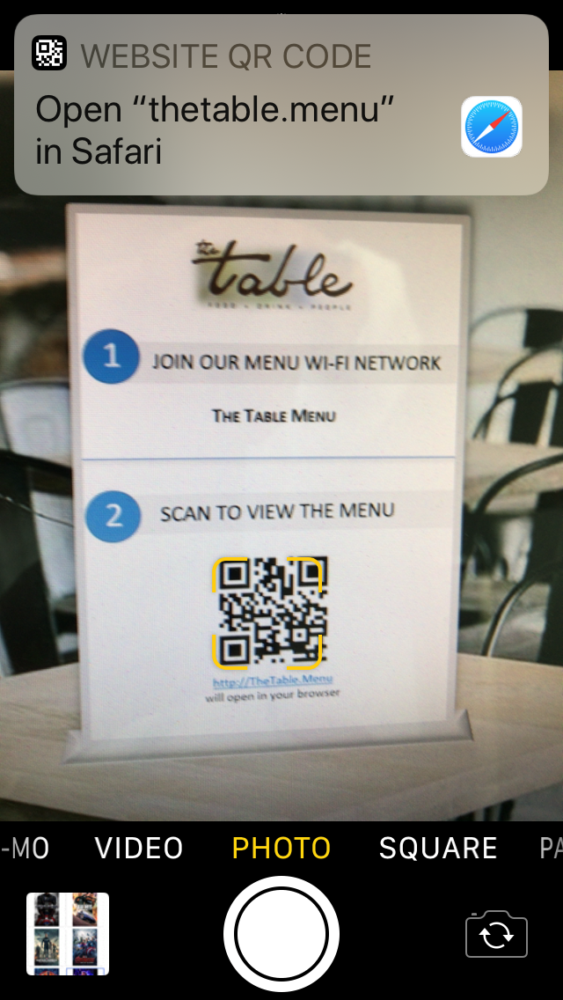 WEBSITE QR CODE
Open “thetable.menu”
in Safari
the
table
FOOD • DRINK • PEOPLE
1 JOIN OUR MENU WI-FI NETWORK
THE TABLE MENU
2 SCAN TO VIEW THE MENU
http://TheTable.Menu
will open in your browser
-MO VIDEO PHOTO SQUARE PA